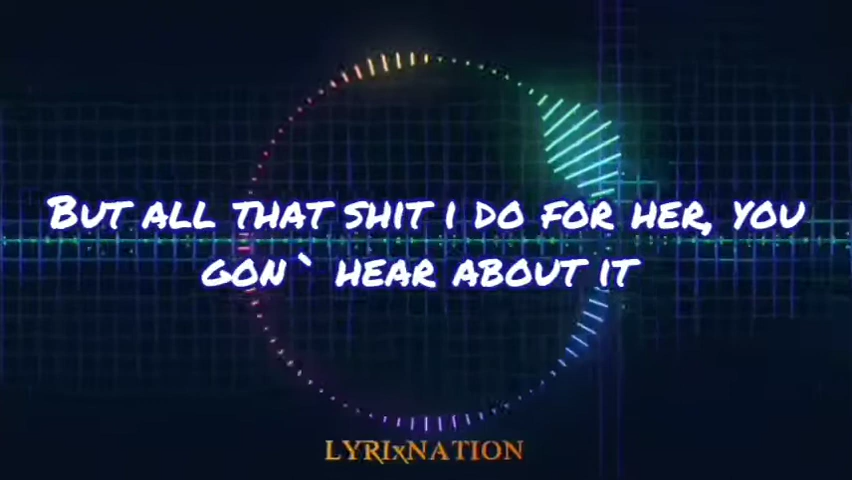 BUT ALL THAT SHIT I DO FOR HER, YOU
GON` HEAR ABOUT IT
LYRIxNATION